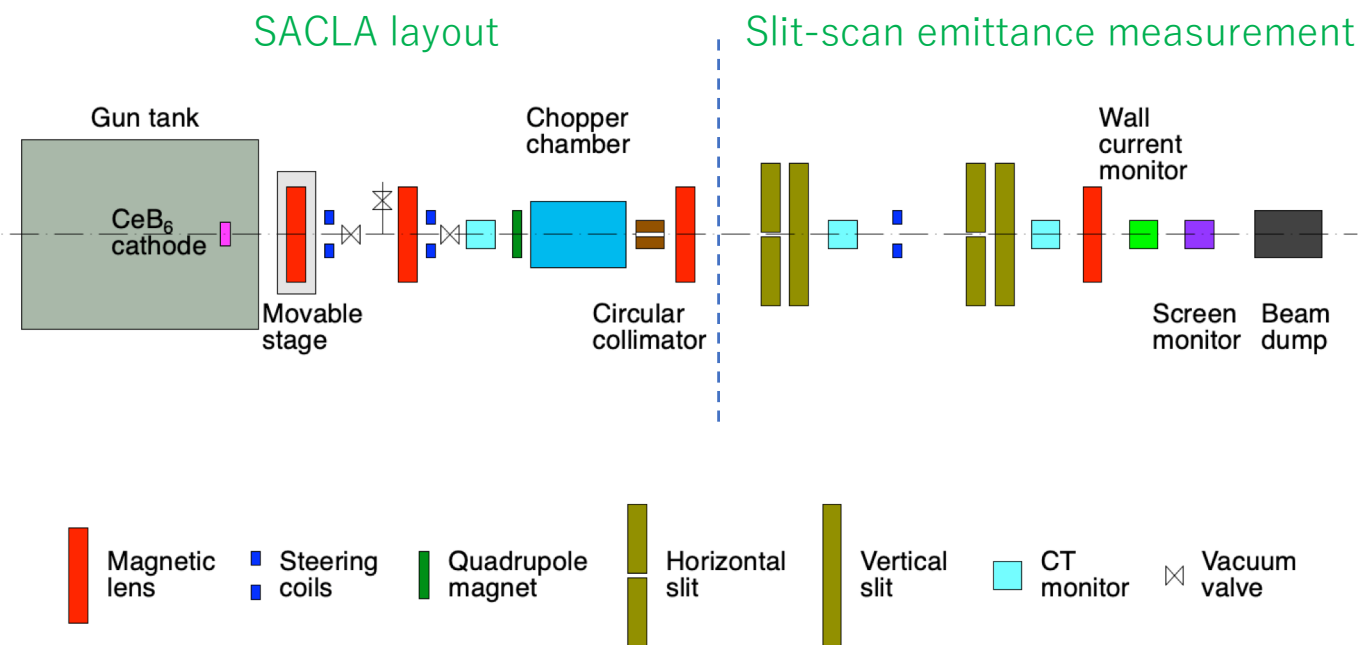 SACLA layout
Slit-scan emittance measurement
Gun tank
Chopper
chamber
Wall
current
monitor
CeB6
cathode
Movable
stage
Circular
collimator
Screen
monitor
Beam
dump
Magnetic
lens
Steering
coils
Quadrupole
magnet
Horizontal
slit
Vertical
slit
CT
monitor
Vacuum
valve